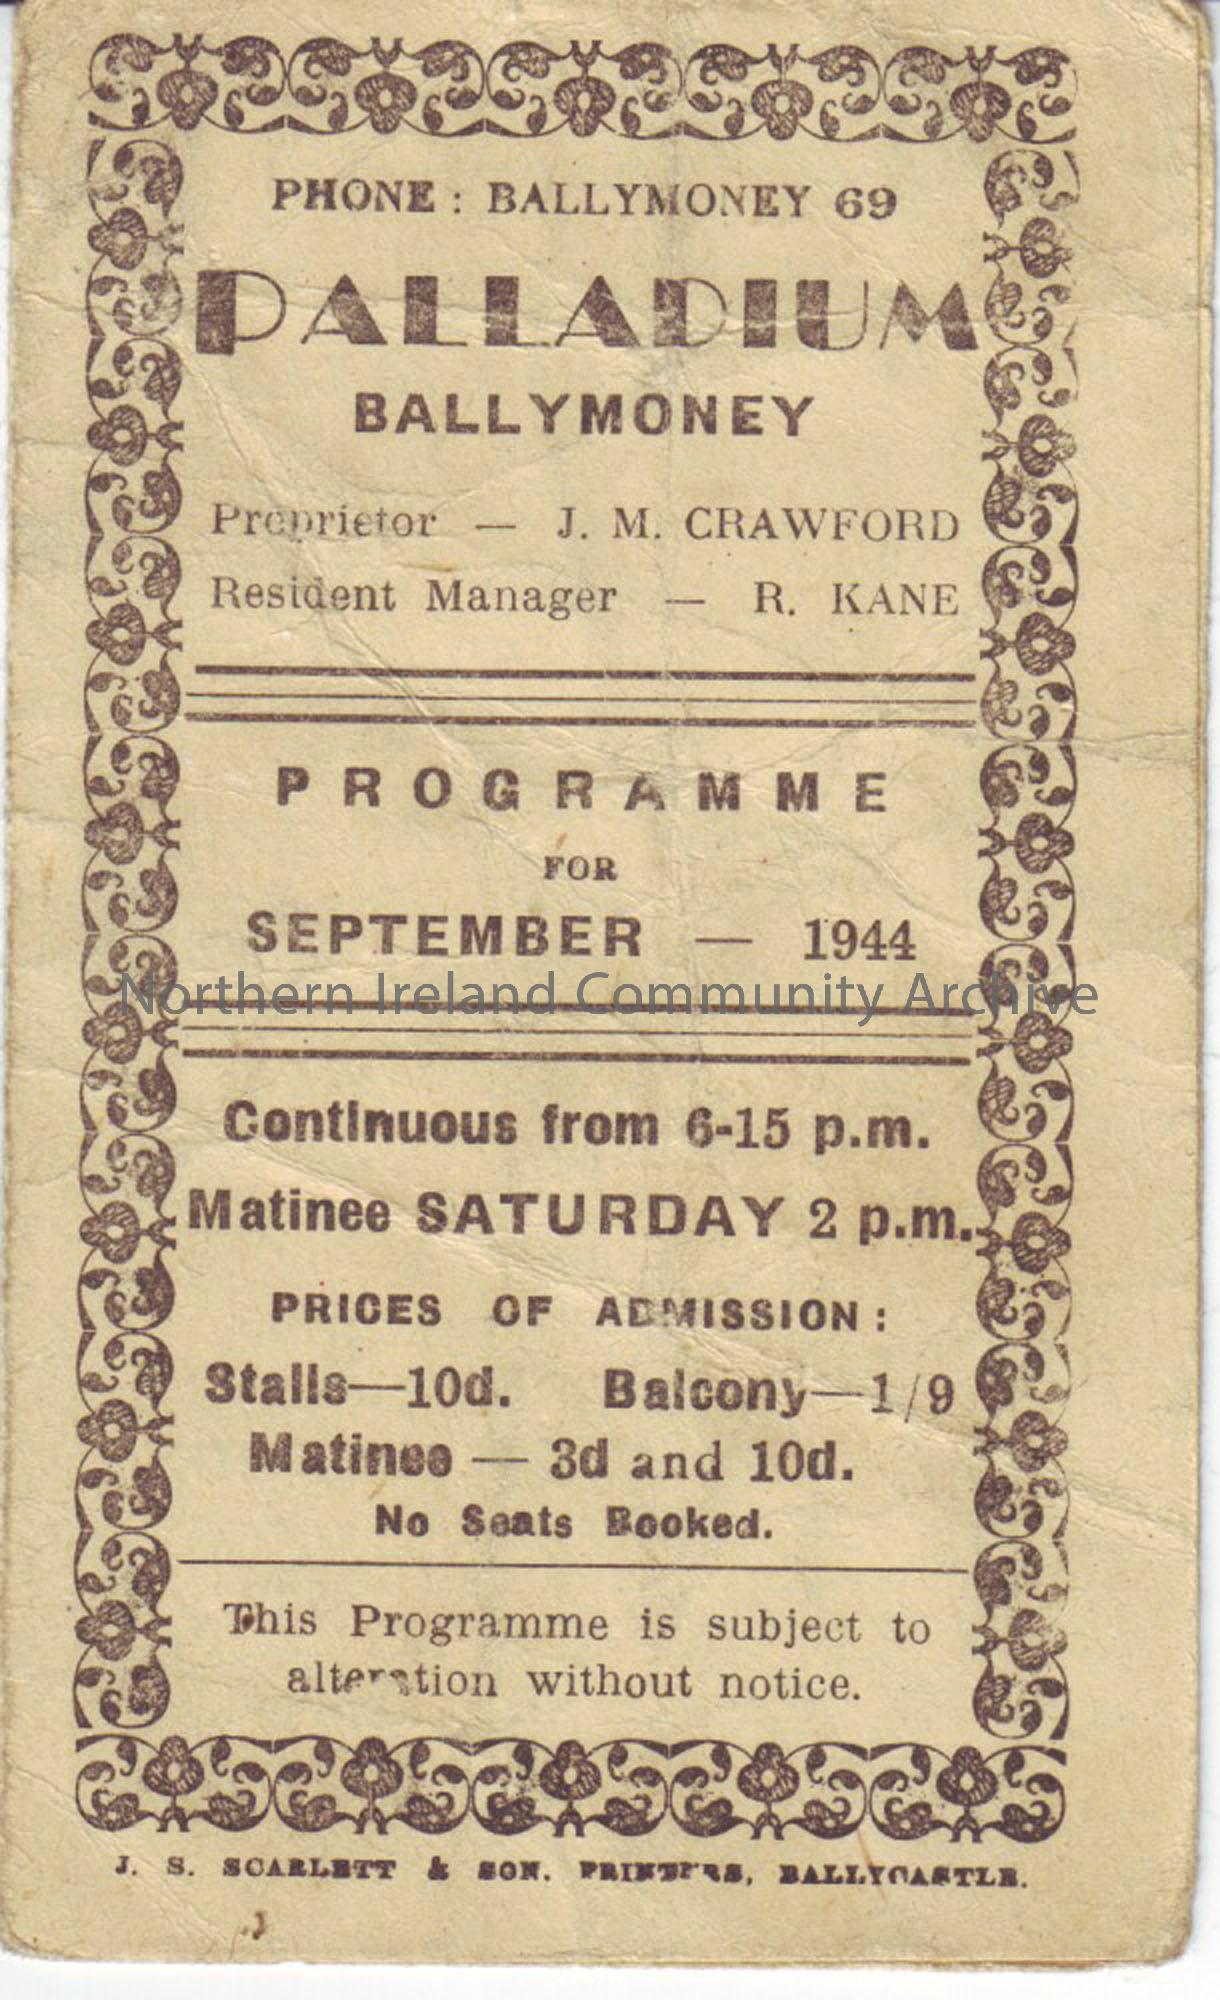 PHONE : BALLYMONEY 69
PALLADIUM
BALLYMONEY
Proprietor — J. M. CRAWFORD
Resident Manager — R. KANE
PROGRAMME
FOR
SEPTEMBER — 1944
Northern Ireland Community Archive
Continuous from 6-15 p.m.
Matinee SATURDAY 2 p.m.
PRICES OF ADMISSION :
Stalls—10d. Balcony—1/9
Matinee — 3d and 10d.
No Seats Booked.
This Programme is subject to
alteration without notice.
J. S. SCARLETT & SON. PRINTERS, BALLYCASTLE.